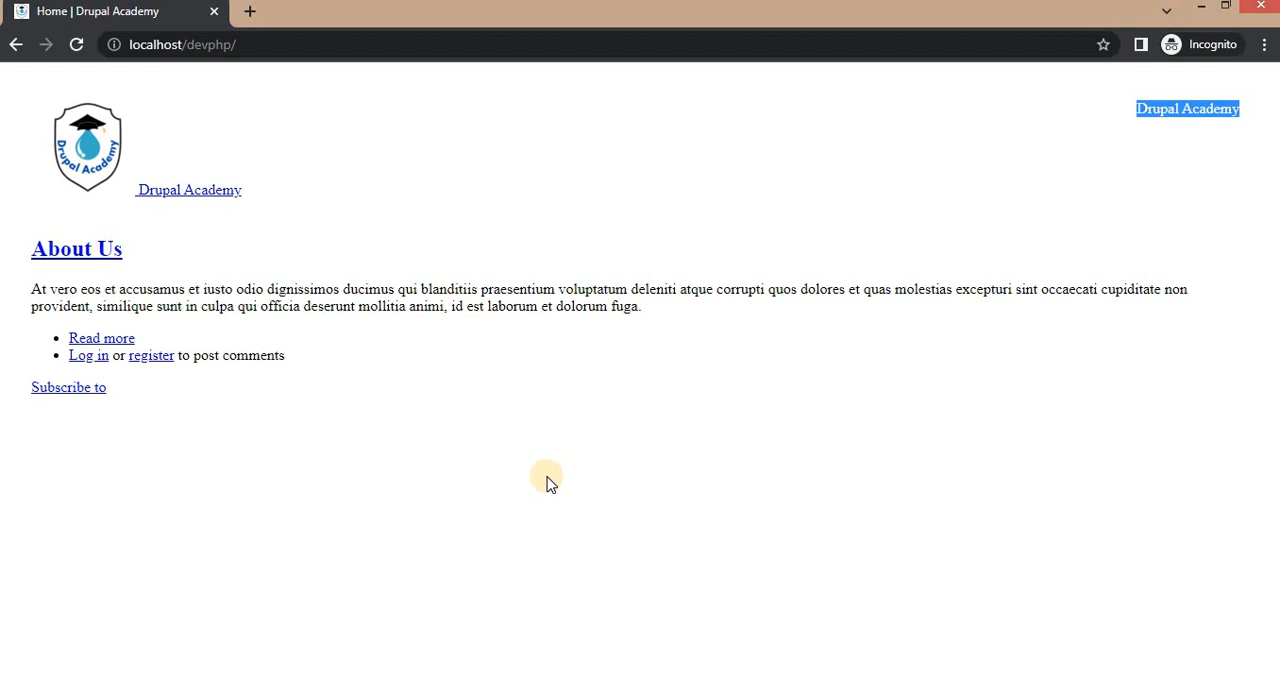 Home | Drupal Academy
localhost/devphp/
Incognito
Drupal Academy
Drupal Academy
Drupal Academy
About Us
At vero eos et accusamus et iusto odio dignissimos ducimus qui blanditiis praesentium voluptatum deleniti atque corrupti quos dolores et quas molestias excepturi sint occaecati cupiditate non
provident, similique sunt in culpa qui officia deserunt mollitia animi, id est laborum et dolorum fuga.
Read more
Log in or register to post comments
Subscribe to